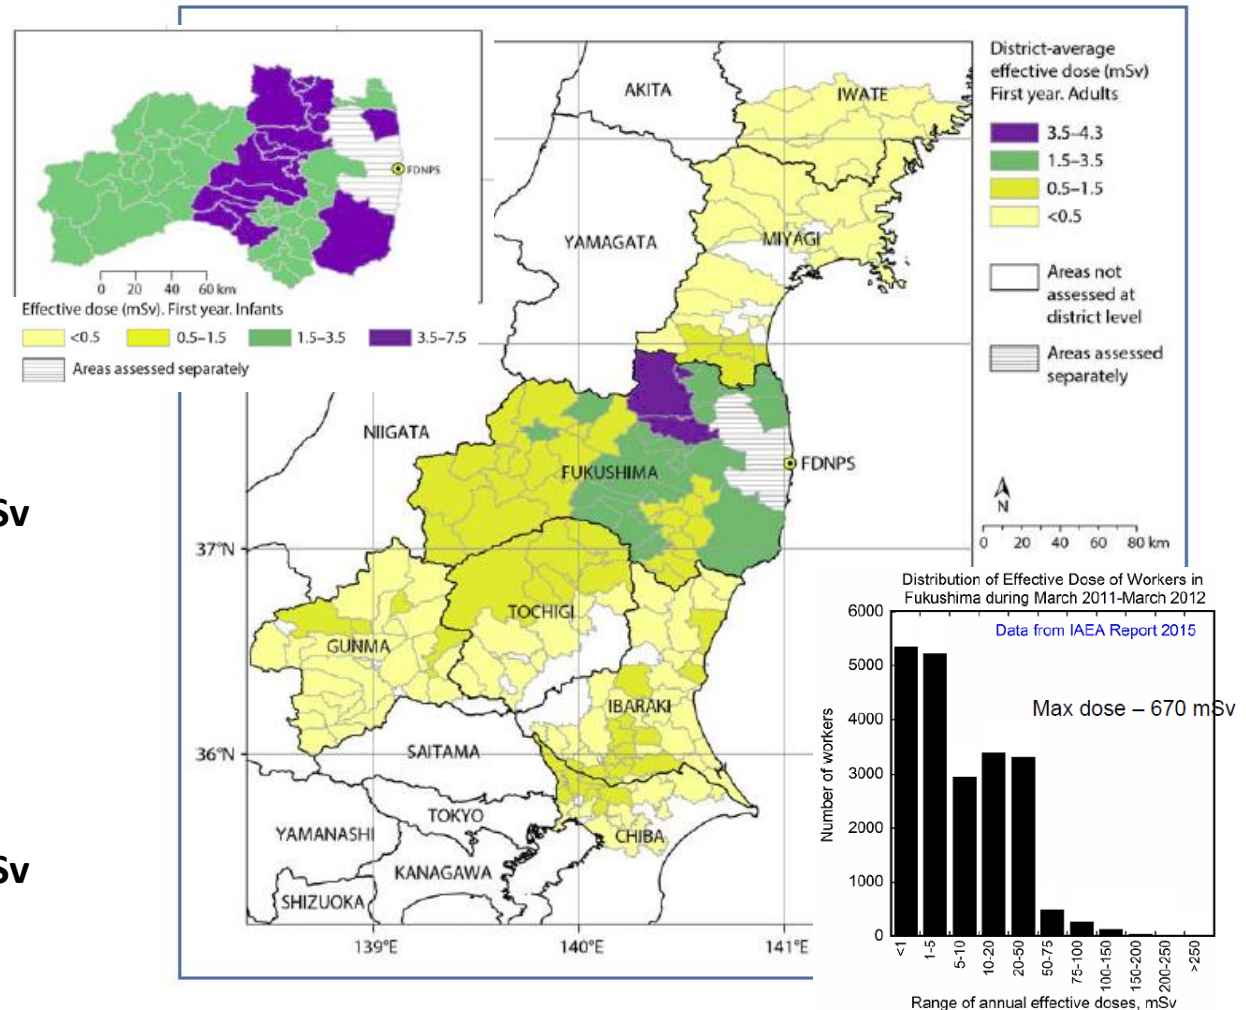 FDNPS
0 20 40 60 km
Effective dose (mSv). First year. Infants
<0.5 0.5–1.5 1.5–3.5 3.5–7.5
Areas assessed separately
AKITA
IWATE
YAMAGATA
MIYAGI
NIIGATA
FUKUSHIMA
FDNPS
TOCHIGI
GUNMA
IBARAKI
SAITAMA
TOKYO
YAMANASHI
CHIBA
KANAGAWA
SHIZUOKA
37°N
36°N
139°E 140°E 141°E
District-average
effective dose (mSv)
First year. Adults
3.5–4.3
1.5–3.5
0.5–1.5
<0.5
Areas not
assessed at
district level
Areas assessed
separately
N
0 20 40 60 80 km
Sv
Sv
Distribution of Effective Dose of Workers in
Fukushima during March 2011-March 2012
Data from IAEA Report 2015
Max dose – 670 mSv
Number of workers
6000
5000
4000
3000
2000
1000
0
<1 1-5 5-10 10-20 20-50 50-75 75-100 100-150 150-200 200-250 >250
Range of annual effective doses, mSv